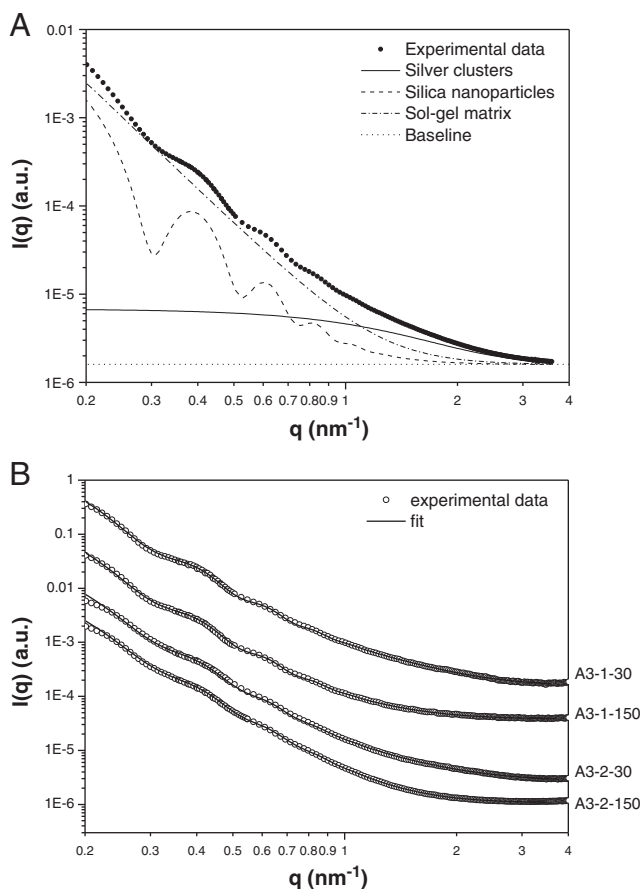 A
0.01
1E-3
1E-4
1E-5
1E-6
I(q) (a.u.)
Experimental data
Silver clusters
Silica nanoparticles
Sol-gel matrix
Baseline
0.2 0.3 0.4 0.5 0.6 0.7 0.8 0.9 1 2 3 4
q (nm⁻¹)
B
1
0.1
0.01
1E-3
1E-4
1E-5
1E-6
I(q) (a.u.)
experimental data
fit
A3-1-30
A3-1-150
A3-2-30
A3-2-150
0.2 0.3 0.4 0.5 0.6 0.7 0.8 0.9 1 2 3 4
q (nm⁻¹)